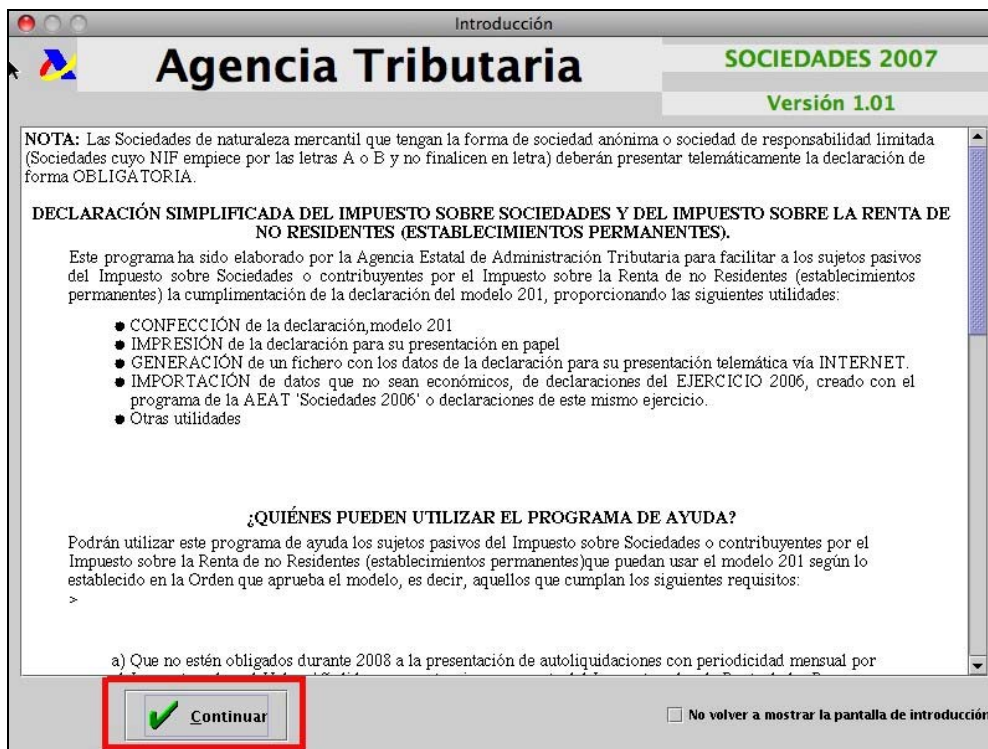 Introducción
Agencia Tributaria
SOCIEDADES 2007
Versión 1.01
NOTA: Las Sociedades de naturaleza mercantil que tengan la forma de sociedad anónima o sociedad de responsabilidad limitada
(Sociedades cuyo NIF empiece por las letras A o B y no finalicen en letra) deberán presentar telemáticamente la declaración de
forma OBLIGATORIA.
DECLARACIÓN SIMPLIFICADA DEL IMPUESTO SOBRE SOCIEDADES Y DEL IMPUESTO SOBRE LA RENTA DE
NO RESIDENTES (ESTABLECIMIENTOS PERMANENTES).
Este programa ha sido elaborado por la Agencia Estatal de Administración Tributaria para facilitar a los sujetos pasivos
del Impuesto sobre Sociedades o contribuyentes por el Impuesto sobre la Renta de no Residentes (establecimientos
permanentes) la cumplimentación de la declaración del modelo 201, proporcionando las siguientes utilidades:
● CONFECCIÓN de la declaración,modelo 201
● IMPRESIÓN de la declaración para su presentación en papel
● GENERACIÓN de un fichero con los datos de la declaración para su presentación telemática vía INTERNET.
● IMPORTACIÓN de datos que no sean económicos, de declaraciones del EJERCICIO 2006, creado con el
programa de la AEAT 'Sociedades 2006' o declaraciones de este mismo ejercicio.
● Otras utilidades
¿QUIÉNES PUEDEN UTILIZAR EL PROGRAMA DE AYUDA?
Podrán utilizar este programa de ayuda los sujetos pasivos del Impuesto sobre Sociedades o contribuyentes por el
Impuesto sobre la Renta de no Residentes (establecimientos permanentes)que puedan usar el modelo 201 según lo
establecido en la Orden que aprueba el modelo, es decir, aquellos que cumplan los siguientes requisitos:
>
a) Que no estén obligados durante 2008 a la presentación de autoliquidaciones con periodicidad mensual por
Continuar
No volver a mostrar la pantalla de introducción